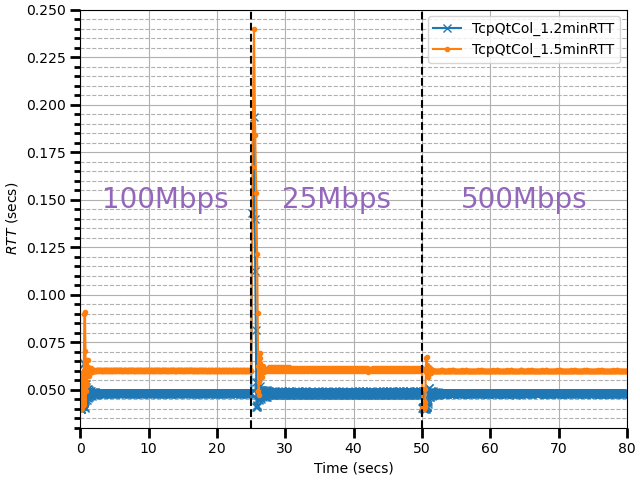 0.250
0.225
0.200
0.175
0.150
0.125
0.100
0.075
0.050
RTT (secs)
TcpQtCol_1.2minRTT
TcpQtCol_1.5minRTT
100Mbps 25Mbps 500Mbps
0 10 20 30 40 50 60 70 80
Time (secs)